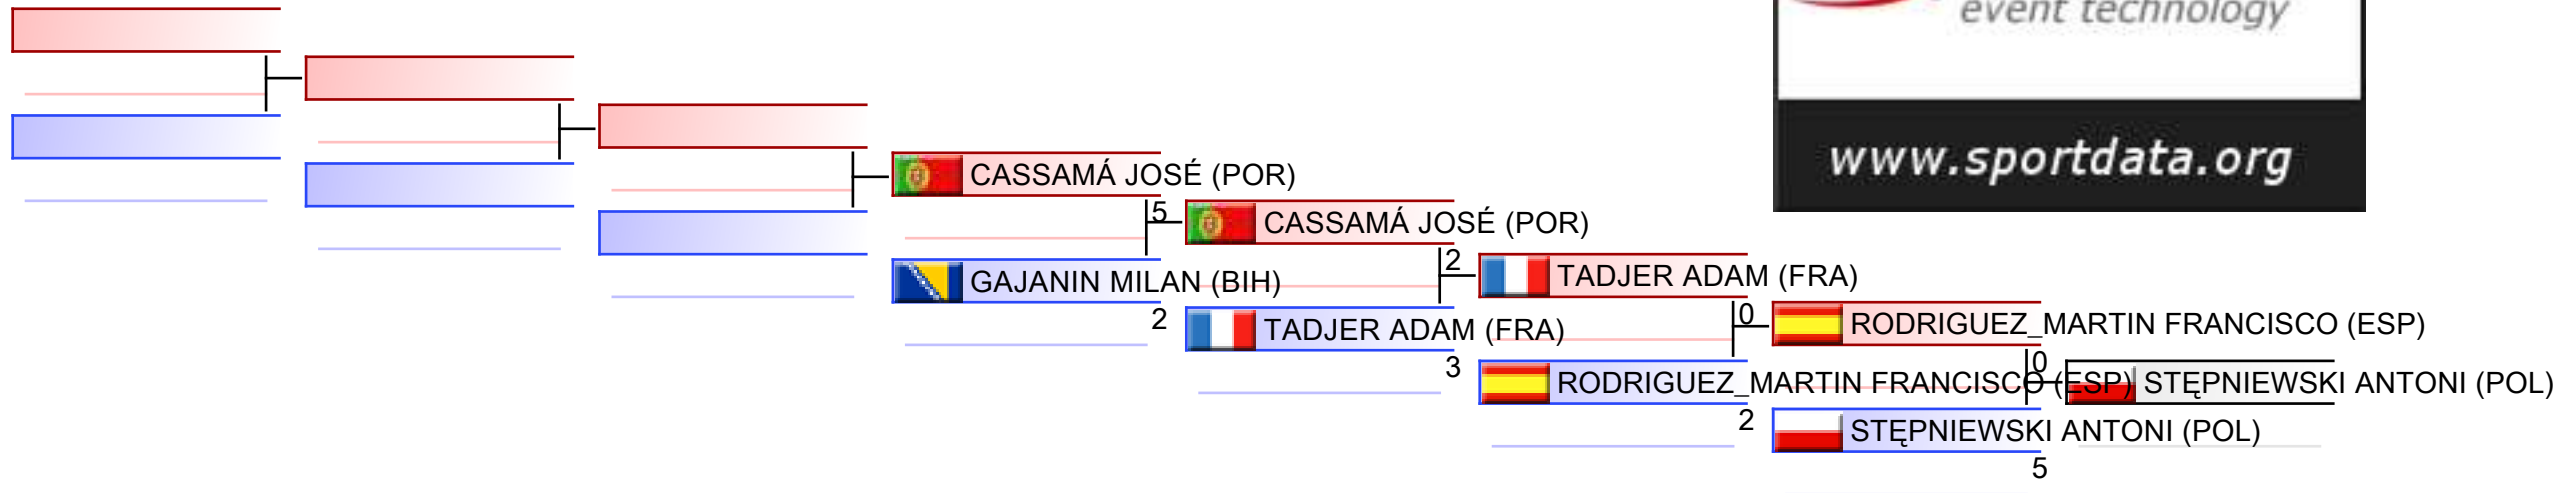 event technology
www.sportdata.org
CASSAMÁ JOSÉ (POR)
5
CASSAMÁ JOSÉ (POR)
GAJANIN MILAN (BIH)
2
2
TADJER ADAM (FRA)
TADJER ADAM (FRA)
3
0
RODRIGUEZ_MARTIN FRANCISCO (ESP)
RODRIGUEZ_MARTIN FRANCISCO (ESP)
2
0
STĘPNIEWSKI ANTONI (POL)
STĘPNIEWSKI ANTONI (POL)
5